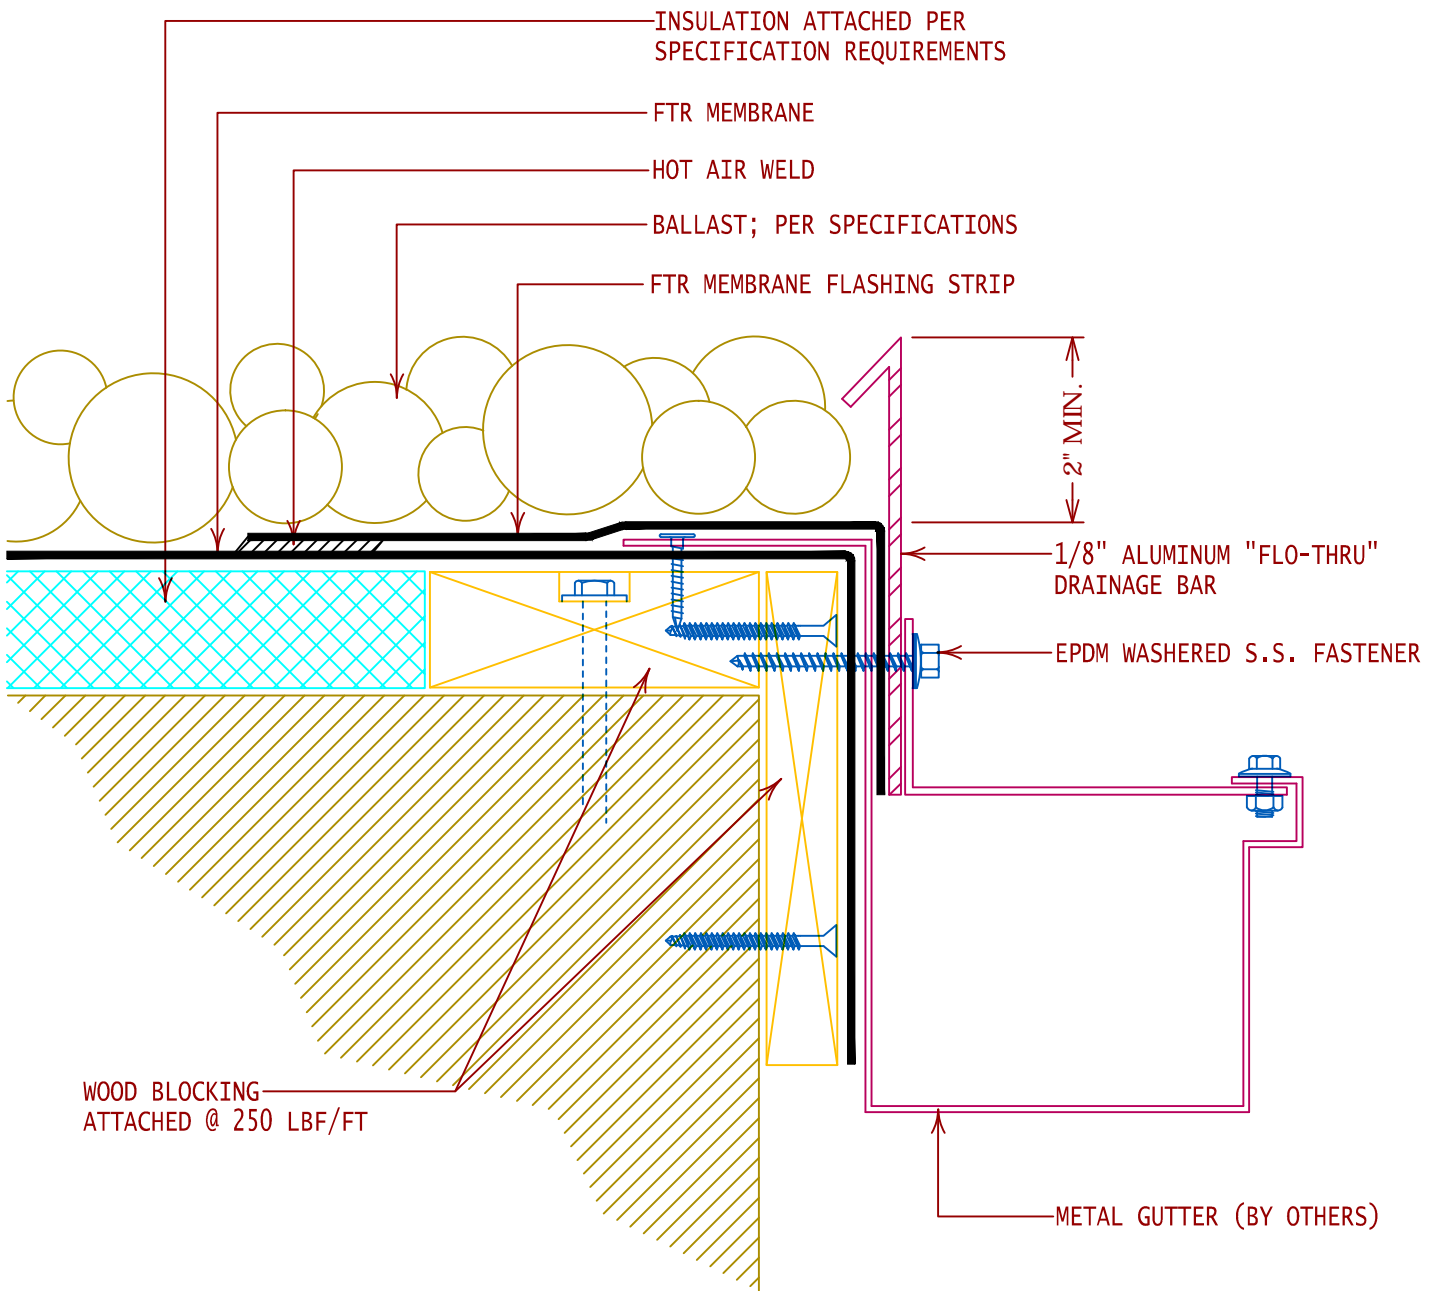 INSULATION ATTACHED PER
SPECIFICATION REQUIREMENTS
FTR MEMBRANE
HOT AIR WELD
BALLAST; PER SPECIFICATIONS
FTR MEMBRANE FLASHING STRIP
2" MIN.
1/8" ALUMINUM "FLO-THRU"
DRAINAGE BAR
EPDM WASHERED S.S. FASTENER
WOOD BLOCKING
ATTACHED @ 250 LBF/FT
METAL GUTTER (BY OTHERS)